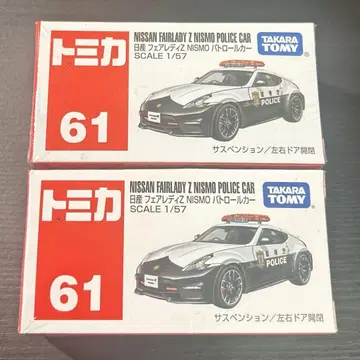 トミカ
61
NISSAN FAIRLADY Z NISMO POLICE CAR
日産 フェアレディZ NISMO パトロールカー
SCALE 1/57
TAKARA TOMY
POLICE
サスペンション/左右ドア開閉
トミカ
61
NISSAN FAIRLADY Z NISMO POLICE CAR
日産 フェアレディZ NISMO パトロールカー
SCALE 1/57
TAKARA TOMY
POLICE
サスペンション/左右ドア開閉